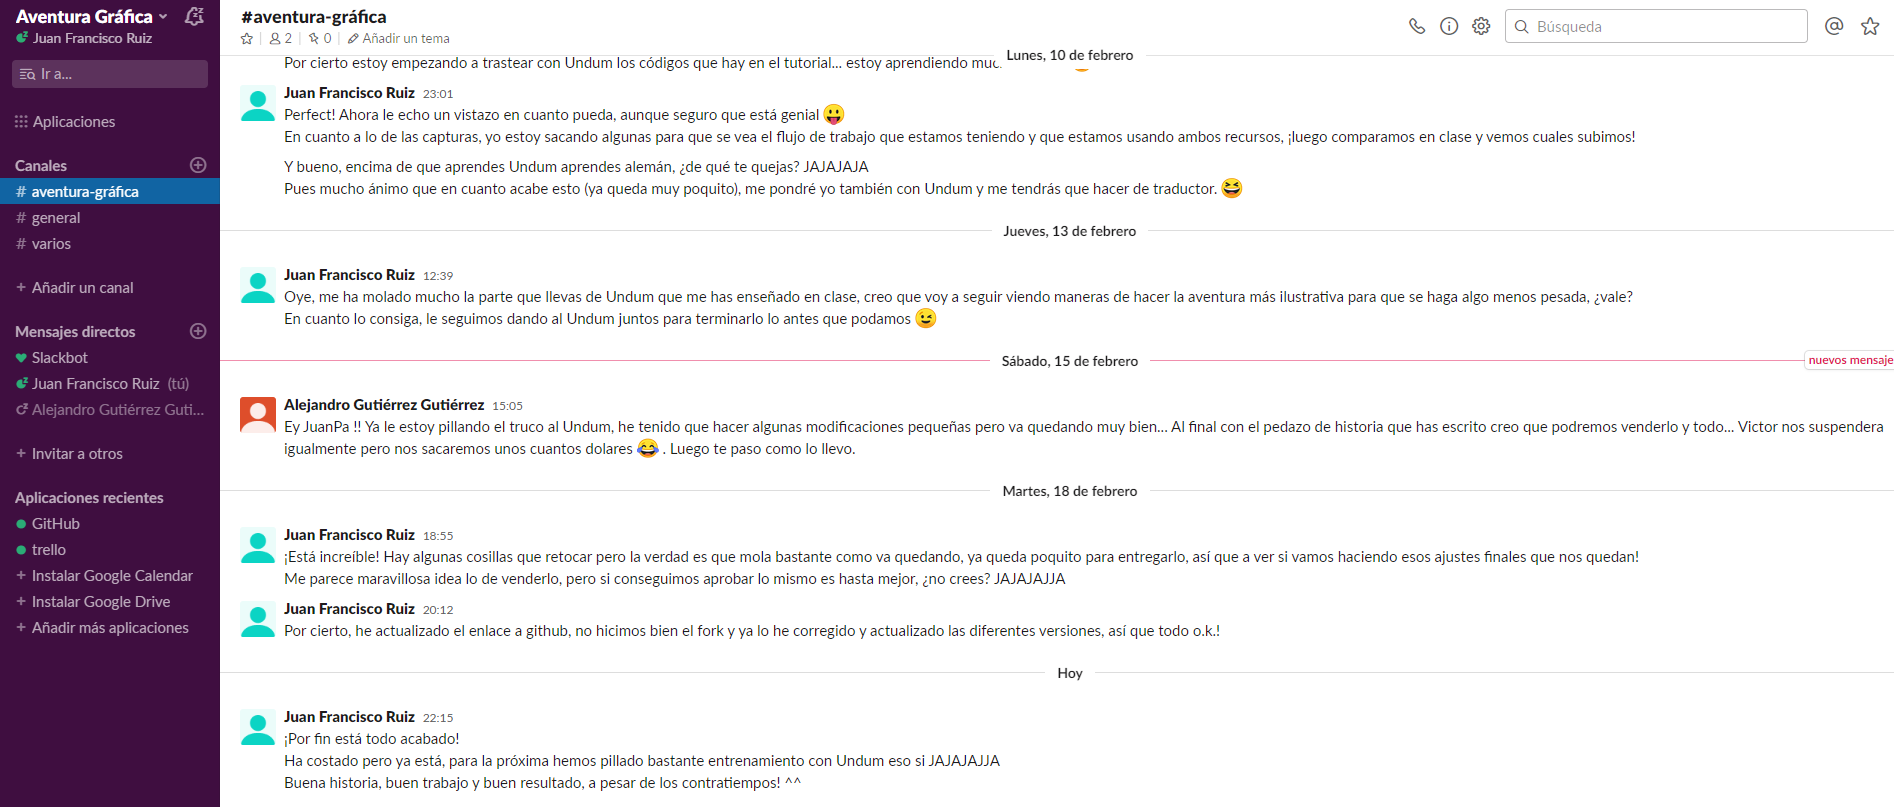 Aventura Gráfica
Juan Francisco Ruiz
Ir a...
Aplicaciones
Canales
# aventura-gráfica
# general
# varios
+ Añadir un canal
Mensajes directos
Slackbot
Juan Francisco Ruiz (tú)
Alejandro Gutiérrez Guti...
+ Invitar a otros
Aplicaciones recientes
GitHub
trello
+ Instalar Google Calendar
+ Instalar Google Drive
+ Añadir más aplicaciones
#aventura-gráfica
2
0
Añadir un tema
Búsqueda
Lunes, 10 de febrero
Por cierto estoy empezando a trastear con Undum los códigos que hay en el tutorial... estoy aprendiendo
Juan Francisco Ruiz 23:01
Perfect! Ahora le echo un vistazo en cuanto pueda, aunque seguro que está genial 😛
En cuanto a lo de las capturas, yo estoy sacando algunas para que se vea el flujo de trabajo que estamos teniendo y que estamos usando ambos recursos, ¡luego comparamos en clase y vemos cuales subimos!
Y bueno, encima de que aprendes Undum aprendes alemán, ¿de qué te quejas? JAJAJAJA
Pues mucho ánimo que en cuanto acabe esto (ya queda muy poquito), me pondré yo también con Undum y me tendrás que hacer de traductor. 😆
Jueves, 13 de febrero
Juan Francisco Ruiz 12:39
Oye, me ha molado mucho la parte que llevas de Undum que me has enseñado en clase, creo que voy a seguir viendo maneras de hacer la aventura más ilustrativa para que se haga algo menos pesada, ¿vale?
En cuanto lo consiga, le seguimos dando al Undum juntos para terminarlo lo antes que podamos 😉
Sábado, 15 de febrero
nuevos mensaje
Alejandro Gutiérrez Gutiérrez 15:05
Ey JuanPa !! Ya le estoy pillando el truco al Undum, he tenido que hacer algunas modificaciones pequeñas pero va quedando muy bien... Al final con el pedazo de historia que has escrito creo que podremos venderlo y todo... Victor nos suspendera
igualmente pero nos sacaremos unos cuantos dolares 😂 . Luego te paso como lo llevo.
Martes, 18 de febrero
Juan Francisco Ruiz 18:55
¡Está increíble! Hay algunas cosillas que retocar pero la verdad es que mola bastante como va quedando, ya queda poquito para entregarlo, así que a ver si vamos haciendo esos ajustes finales que nos quedan!
Me parece maravillosa idea lo de venderlo, pero si conseguimos aprobar lo mismo es hasta mejor, ¿no crees? JAJAJAJJA
Juan Francisco Ruiz 20:12
Por cierto, he actualizado el enlace a github, no hicimos bien el fork y ya lo he corregido y actualizado las diferentes versiones, así que todo o.k.!
Hoy
Juan Francisco Ruiz 22:15
¡Por fin está todo acabado!
Ha costado pero ya está, para la próxima hemos pillado bastante entrenamiento con Undum eso si JAJAJAJJA
Buena historia, buen trabajo y buen resultado, a pesar de los contratiempos! ^^